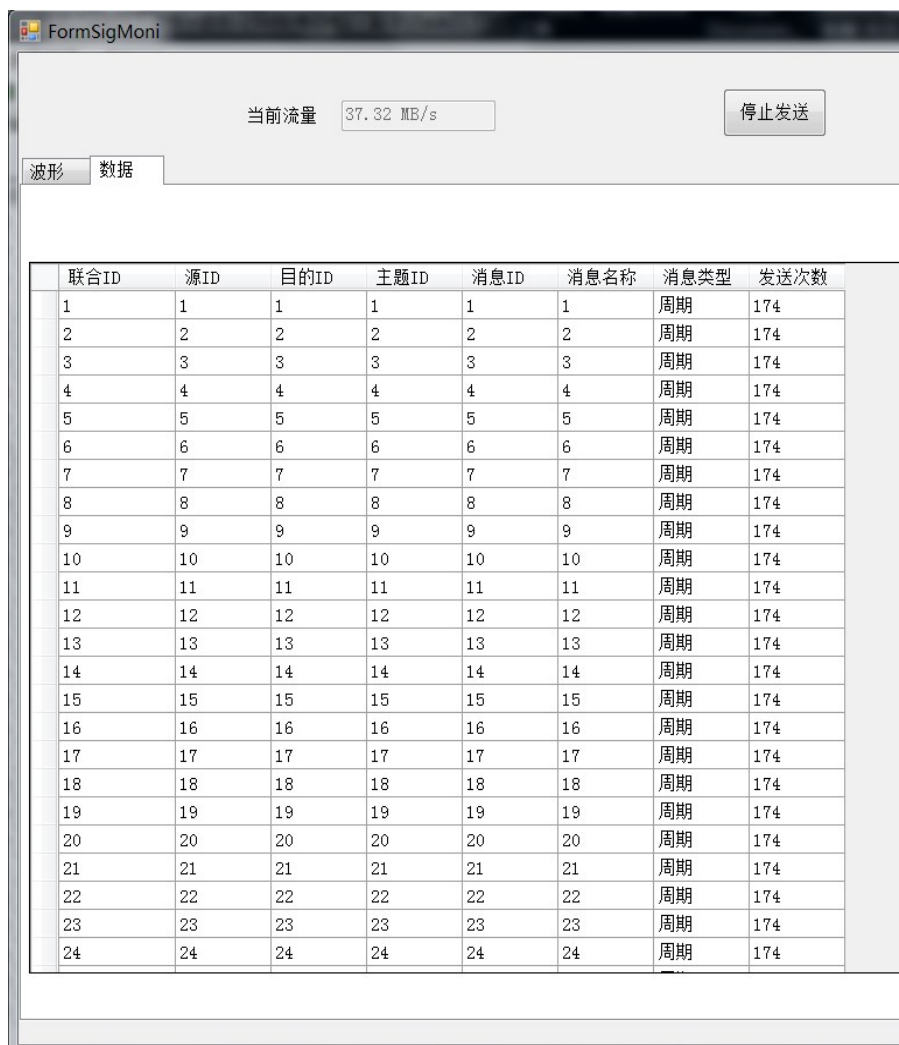 FormSigMoni
当前流量 37.32 MB/s 停止发送
波形 数据
联合ID 源ID 目的ID 主题ID 消息ID 消息名称 消息类型 发送次数
1 1 1 1 1 1 周期 174
2 2 2 2 2 2 周期 174
3 3 3 3 3 3 周期 174
4 4 4 4 4 4 周期 174
5 5 5 5 5 5 周期 174
6 6 6 6 6 6 周期 174
7 7 7 7 7 7 周期 174
8 8 8 8 8 8 周期 174
9 9 9 9 9 9 周期 174
10 10 10 10 10 10 周期 174
11 11 11 11 11 11 周期 174
12 12 12 12 12 12 周期 174
13 13 13 13 13 13 周期 174
14 14 14 14 14 14 周期 174
15 15 15 15 15 15 周期 174
16 16 16 16 16 16 周期 174
17 17 17 17 17 17 周期 174
18 18 18 18 18 18 周期 174
19 19 19 19 19 19 周期 174
20 20 20 20 20 20 周期 174
21 21 21 21 21 21 周期 174
22 22 22 22 22 22 周期 174
23 23 23 23 23 23 周期 174
24 24 24 24 24 24 周期 174